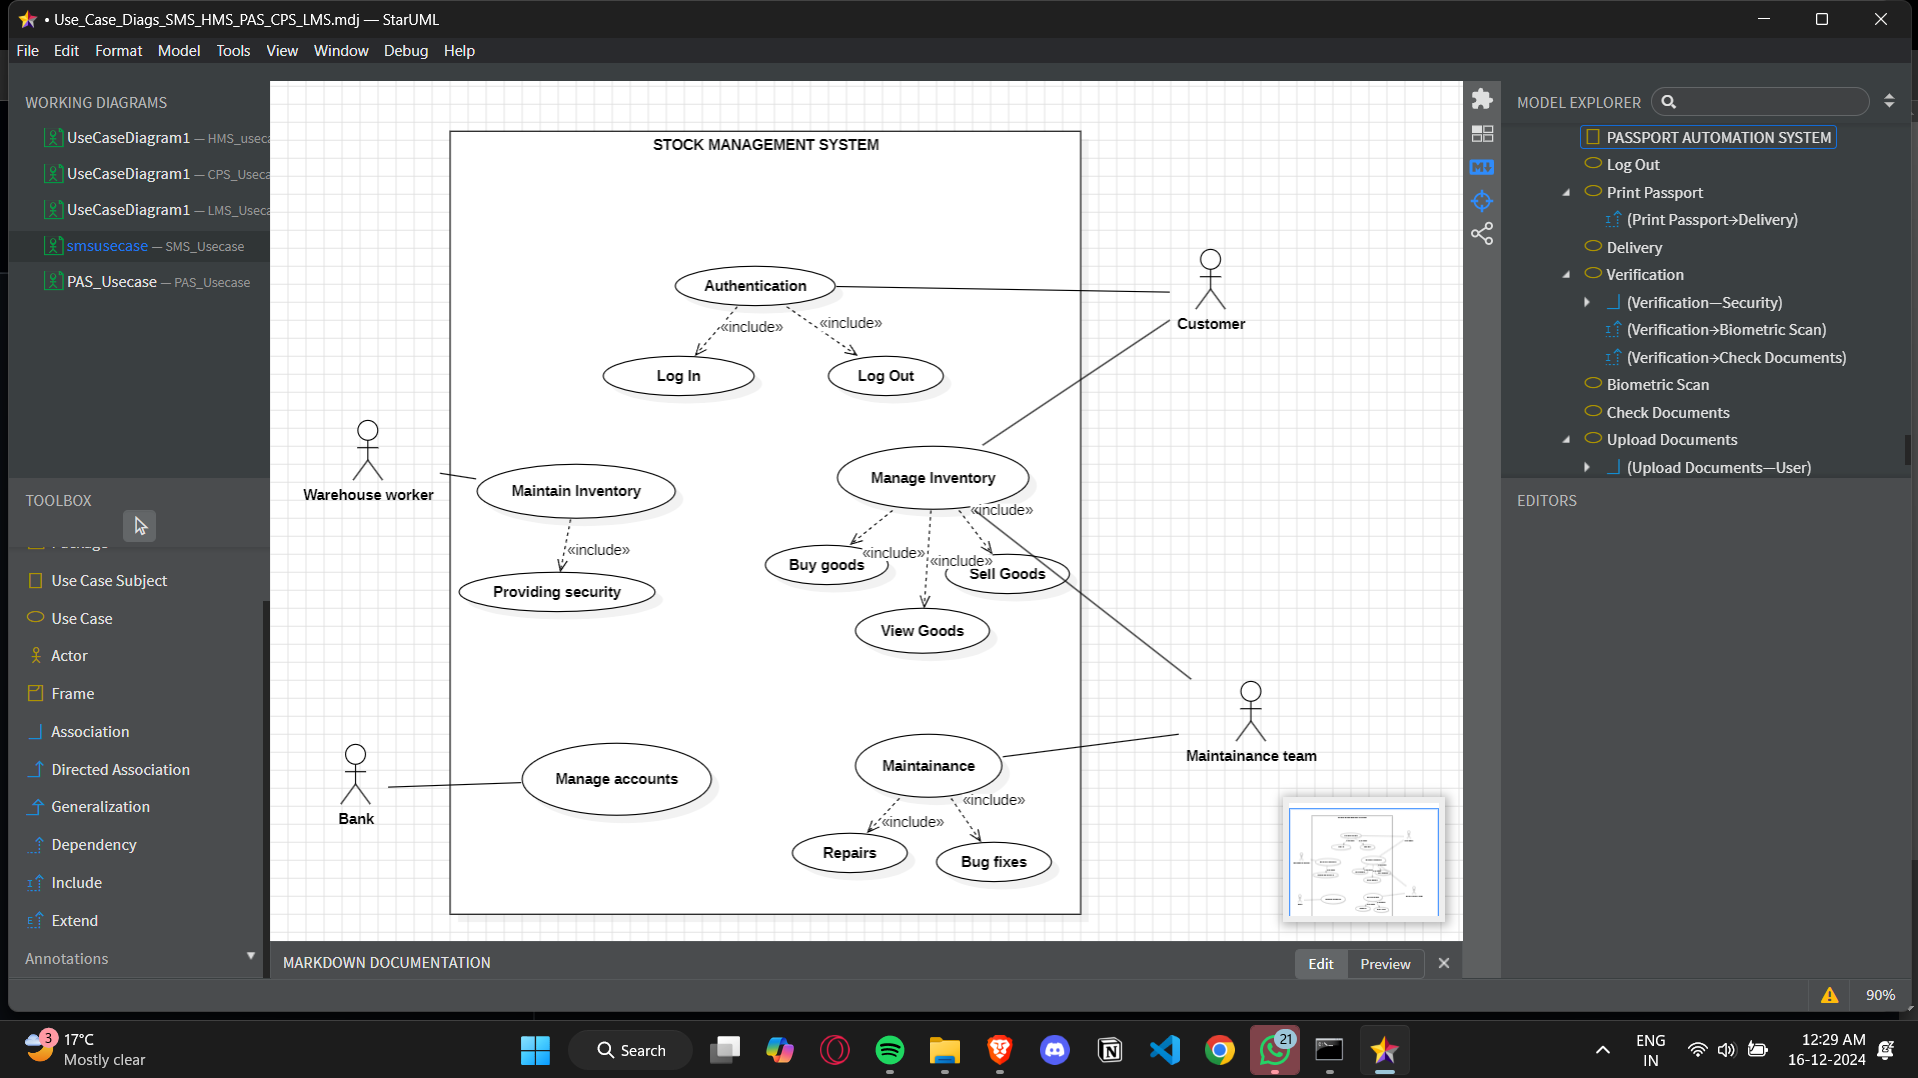 • Use_Case_Diags_SMS_HMS_PAS_CPS_LMS.mdj — StarUML
File Edit Format Model Tools View Window Debug Help
WORKING DIAGRAMS
UseCaseDiagram1 — HMS_useca
UseCaseDiagram1 — CPS_Useca
UseCaseDiagram1 — LMS_Useca
smsusecase — SMS_Usecase
PAS_Usecase — PAS_Usecase
TOOLBOX
Package
Use Case Subject
Use Case
Actor
Frame
Association
Directed Association
Generalization
Dependency
Include
Extend
Annotations
STOCK MANAGEMENT SYSTEM
Authentication
«include»
«include»
Log In
Log Out
Customer
Warehouse worker
Maintain Inventory
«include»
Providing security
Manage Inventory
«include»
«include»
«include»
Buy goods
Sell Goods
View Goods
Maintainance team
Bank
Manage accounts
Maintainance
«include»
«include»
Repairs
Bug fixes
MARKDOWN DOCUMENTATION
Edit
Preview
M
MODEL EXPLORER
PASSPORT AUTOMATION SYSTEM
Log Out
Print Passport
(Print Passport→Delivery)
Delivery
Verification
(Verification—Security)
(Verification→Biometric Scan)
(Verification→Check Documents)
Biometric Scan
Check Documents
Upload Documents
(Upload Documents—User)
EDITORS
90%
3
17°C
Mostly clear
Search
21
ENG
IN
12:29 AM
16-12-2024